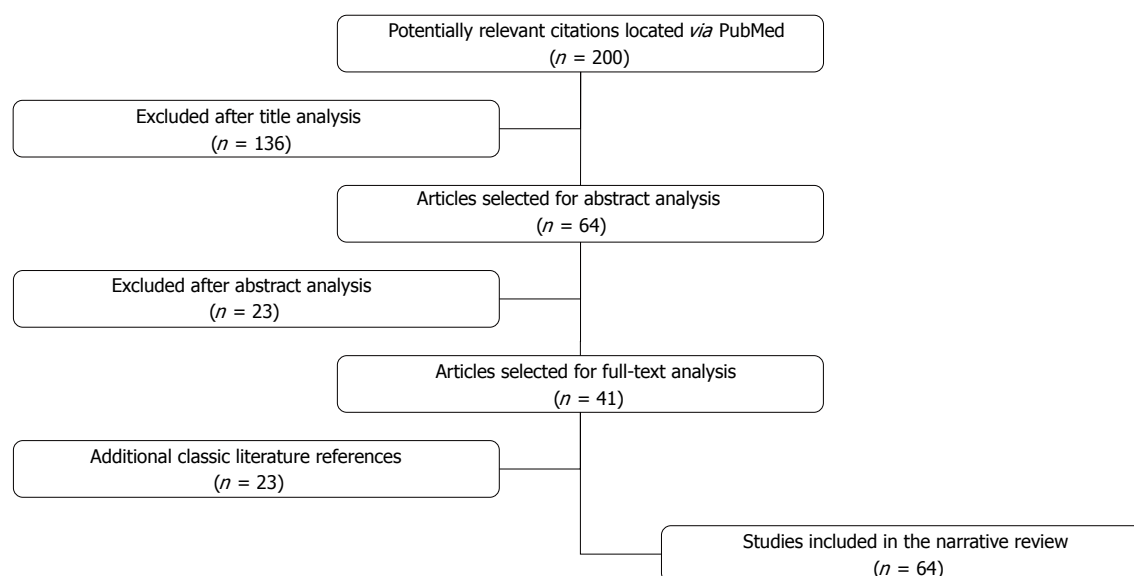 Potentially relevant citations located via PubMed
(n = 200)
Excluded after title analysis
(n = 136)
Articles selected for abstract analysis
(n = 64)
Excluded after abstract analysis
(n = 23)
Articles selected for full-text analysis
(n = 41)
Additional classic literature references
(n = 23)
Studies included in the narrative review
(n = 64)